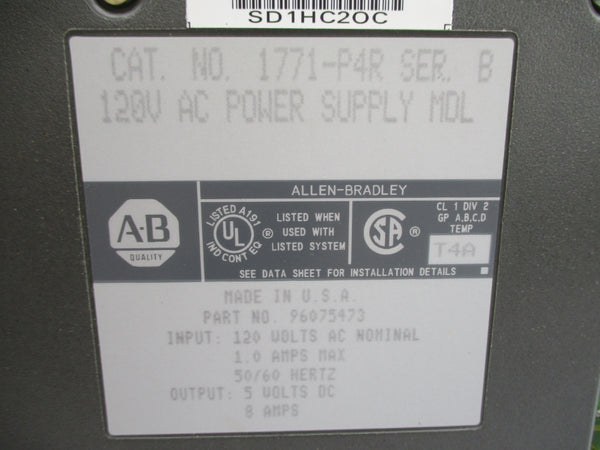 SD1HC2OC
CAT. NO. 1771-P4R SER. B
120V AC POWER SUPPLY MDL
ALLEN-BRADLEY
A-B
QUALITY
LISTED A191
UL
IND CONT EQ
®
LISTED WHEN
USED WITH
LISTED SYSTEM
SA
®
CL 1 DIV 2
GP A,B,C,D
TEMP
T4A
SEE DATA SHEET FOR INSTALLATION DETAILS
MADE IN U.S.A.
PART NO. 96075473
INPUT: 120 VOLTS AC NOMINAL
1.0 AMPS MAX
50/60 HERTZ
OUTPUT: 5 VOLTS DC
8 AMPS